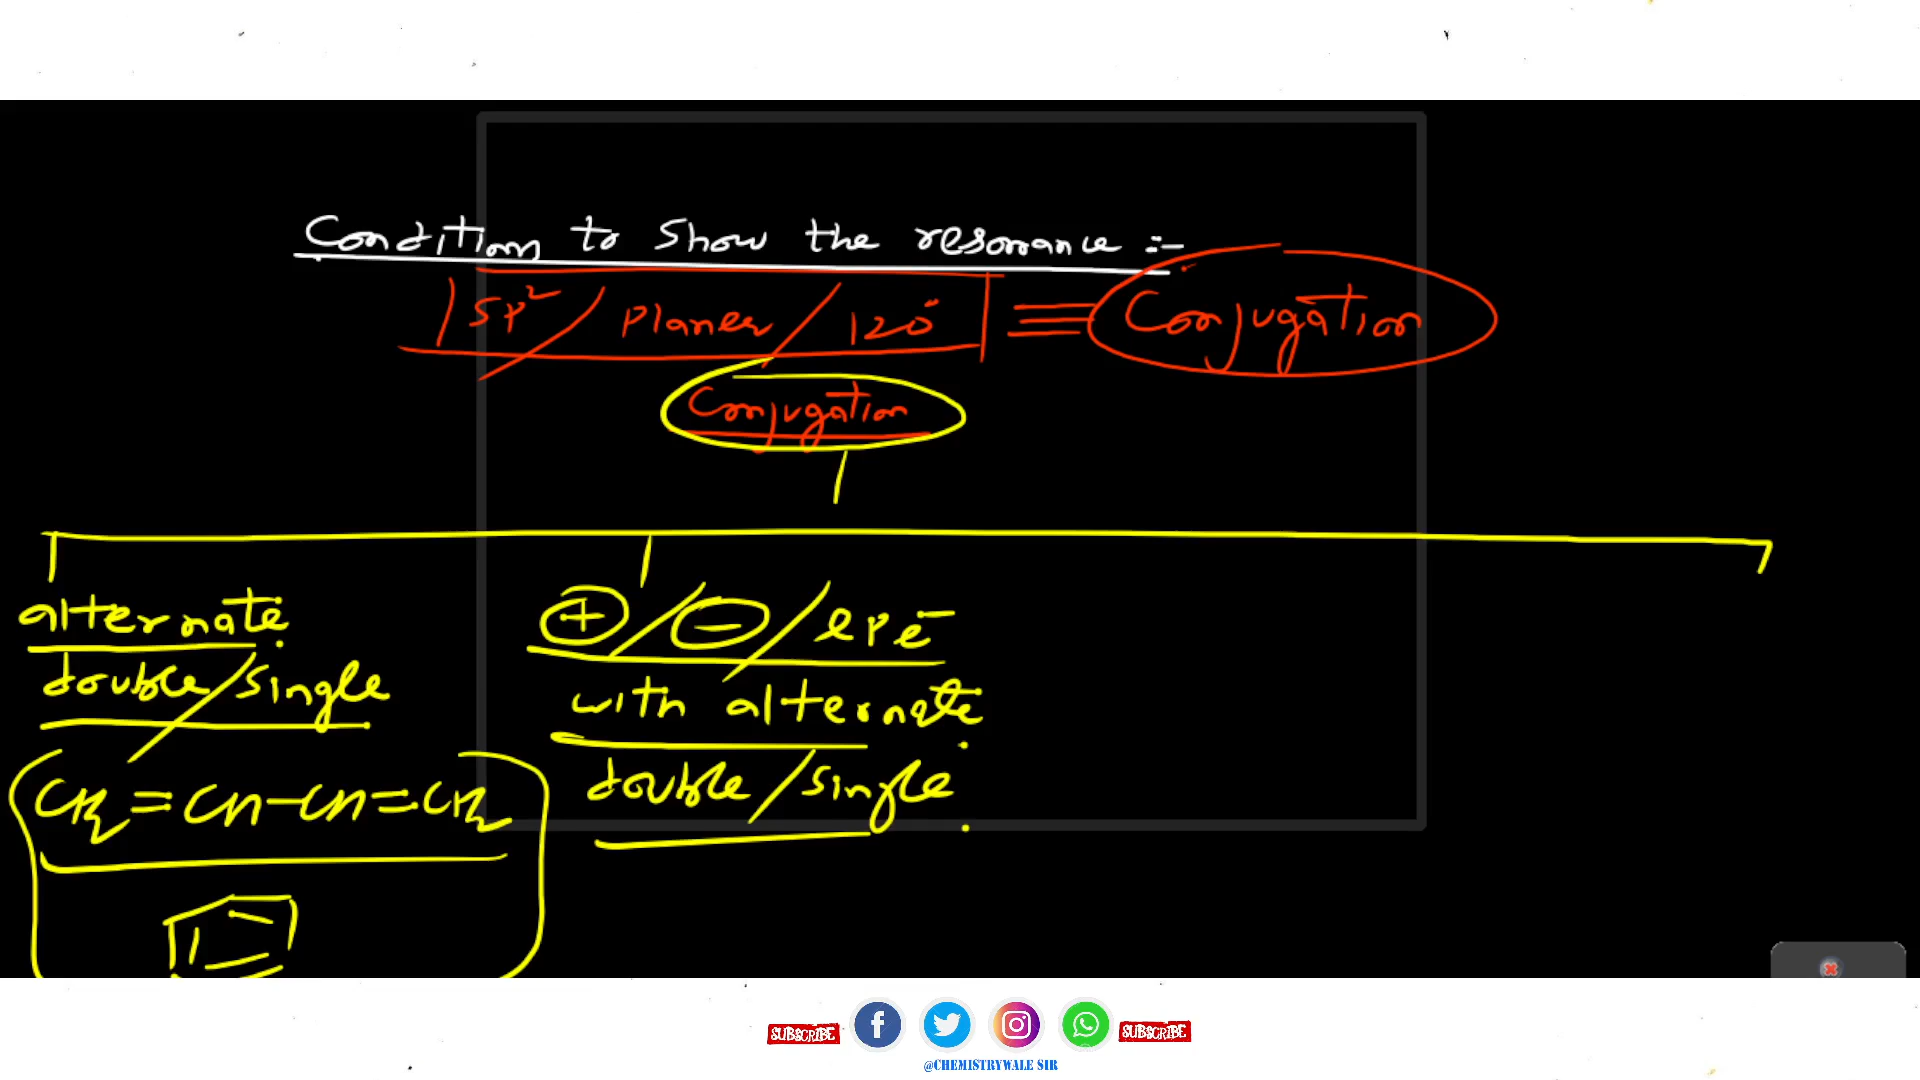 Condition to show the resonance :-
sp² / planer / 120° ≡ Conjugation
Conjugation
alternate
double/single
CH₂=CH-CH=CH₂
⊕/⊖/lpe⁻
with alternate
double/single
SUBSCRIBE
SUBSCRIBE
@CHEMISTRYWALE SIR